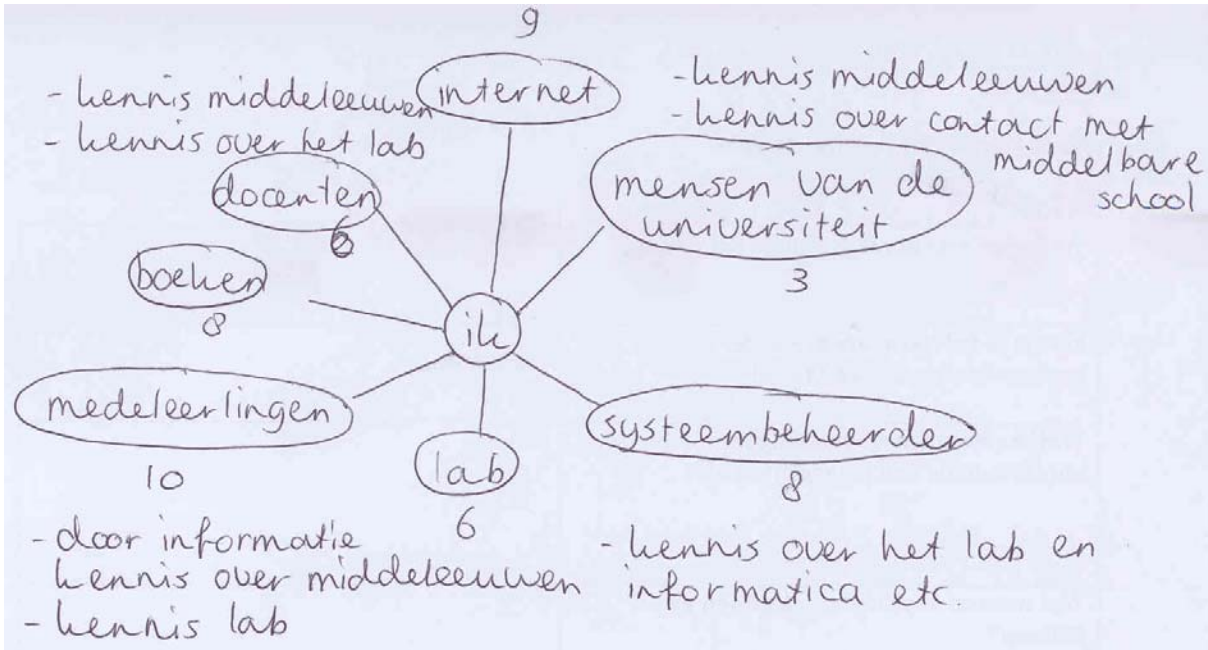 9
internet
- kennis middeleeuwen
- kennis over het lab
docenten
6
- kennis middeleeuwen
- kennis over contact met
middelbare
school
mensen van de
universiteit
3
boeken
8
ik
medeleerlingen
10
- door informatie
kennis over middeleeuwen
- kennis lab
lab
6
systeembeheerder
8
- kennis over het lab en
informatica etc.